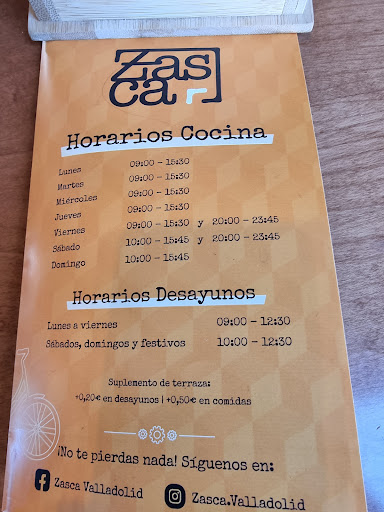 Zas
ca
Horarios Cocina
Lunes 09:00 - 15:30
Martes 09:00 - 15:30
Miércoles 09:00 - 15:30
Jueves 09:00 - 15:30
Viernes 09:00 - 15:30 y 20:00 - 23:45
Sábado 10:00 - 15:45 y 20:00 - 23:45
Domingo 10:00 - 15:45
Horarios Desayunos
Lunes a viernes 09:00 - 12:30
Sábados, domingos y festivos 10:00 - 12:30
Suplemento de terraza:
+0,20€ en desayunos | +0,50€ en comidas
¡No te pierdas nada! Síguenos en:
Zasca Valladolid Zasca.Valladolid